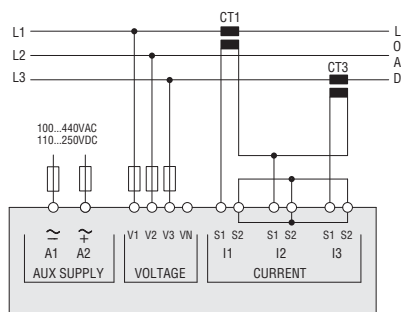 CT1
L1 L
L2 O
A
CT3
L3 D
100...440VAC
110...250VDC
V1 V2 V3 VN S1 S2 S1 S2 S1 S2
A1 A2 I1 I2 I3
AUX SUPPLY VOLTAGE CURRENT